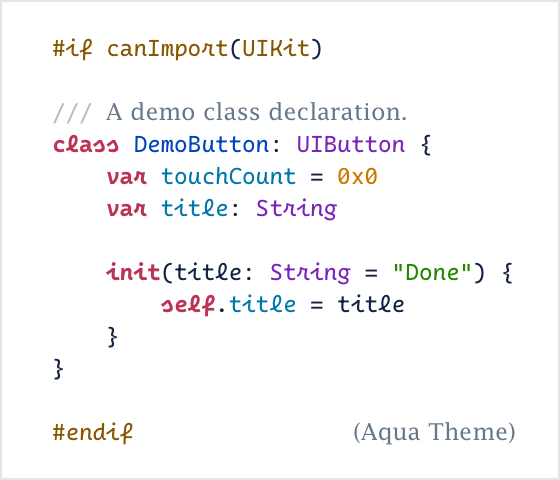 #if canImport(UIKit)
/// A demo class declaration.
class DemoButton: UIButton {
    var touchCount = 0x0
    var title: String
    init(title: String = "Done") {
        self.title = title
    }
}
#endif (Aqua Theme)